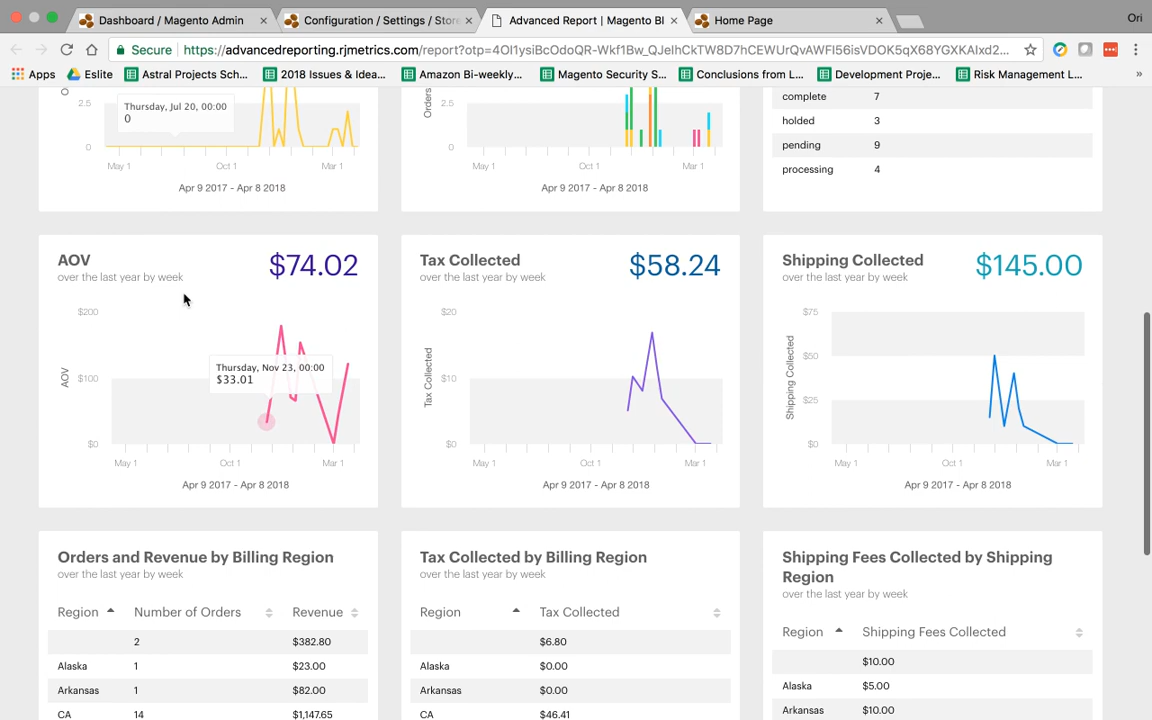 Dashboard / Magento Admin
Configuration / Settings / Store
Advanced Report | Magento BI
Home Page
Ori
Secure
https://advancedreporting.rjmetrics.com/report?otp=4OI1ysiBcOdoQR-Wkf1Bw_QJeIhCkTW8D7hCEWUrQvAWFI56isVDOK5qX68YGXKAIxd2...
Apps
Eslite
Astral Projects Sch...
2018 Issues & Idea...
Amazon Bi-weekly...
Magento Security S...
Conclusions from L...
Development Proje...
Risk Management L...
»
2.5
Thursday, Jul 20, 00:00
0
0
May 1
Oct 1
Mar 1
Apr 9 2017 - Apr 8 2018
Orders
2.5
0
May 1
Oct 1
Mar 1
Apr 9 2017 - Apr 8 2018
complete 7
holded 3
pending 9
processing 4
AOV
over the last year by week
$74.02
$200
AOV
$100
$0
Thursday, Nov 23, 00:00
$33.01
May 1
Oct 1
Mar 1
Apr 9 2017 - Apr 8 2018
Tax Collected
over the last year by week
$58.24
$20
Tax Collected
$10
$0
May 1
Oct 1
Mar 1
Apr 9 2017 - Apr 8 2018
Shipping Collected
over the last year by week
$145.00
$75
Shipping Collected
$50
$25
$0
May 1
Oct 1
Mar 1
Apr 9 2017 - Apr 8 2018
Orders and Revenue by Billing Region
over the last year by week
Region Number of Orders Revenue
2 $382.80
Alaska 1 $23.00
Arkansas 1 $82.00
CA 14 $1,147.65
Tax Collected by Billing Region
over the last year by week
Region Tax Collected
$6.80
Alaska $0.00
Arkansas $0.00
CA $46.41
Shipping Fees Collected by Shipping
Region
over the last year by week
Region Shipping Fees Collected
$10.00
Alaska $5.00
Arkansas $10.00